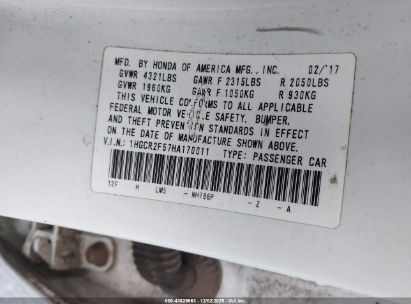 MFD. BY HONDA OF AMERICA MFG., INC. 02/'17
GVWR 4321LBS GAWR F 2315LBS R 2050LBS
GVWR 1960KG GAWR F 1050KG R 930KG
THIS VEHICLE CONFORMS TO ALL APPLICABLE
FEDERAL MOTOR VEHICLE SAFETY, BUMPER,
AND THEFT PREVENTION STANDARDS IN EFFECT
ON THE DATE OF MANUFACTURE SHOWN ABOVE.
V.I.N.: 1HGCR2F57HA170011 TYPE: PASSENGER CAR
12F H LM5 - NH788P - Z - A